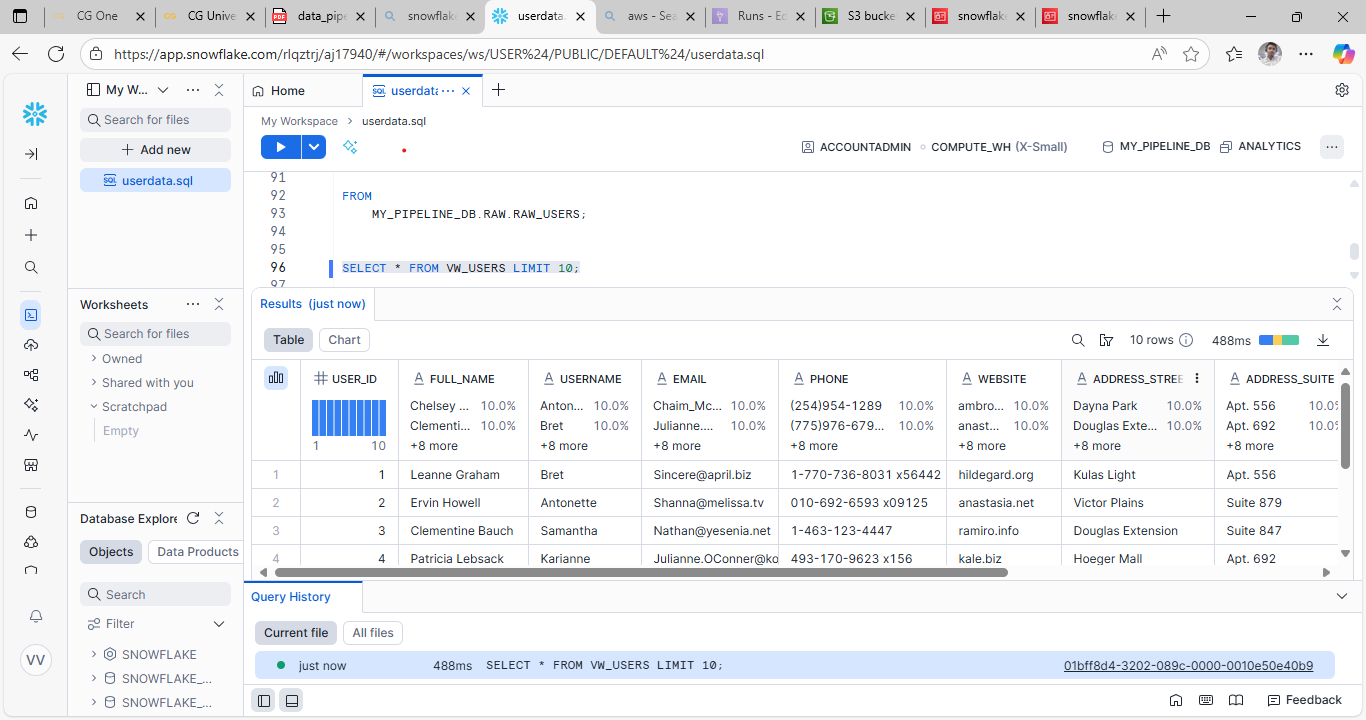 CG One
CG Unive
data_pipe
snowflake
userdata.
aws - Sea
Runs - Ec
S3 bucke
snowflake
snowflake
https://app.snowflake.com/rlqztrj/aj17940/#/workspaces/ws/USER%24/PUBLIC/DEFAULT%24/userdata.sql
My W...
Search for files
Add new
userdata.sql
Worksheets
Search for files
Owned
Shared with you
Scratchpad
Empty
Database Explore
Objects
Data Products
Search
Filter
SNOWFLAKE
SNOWFLAKE_...
SNOWFLAKE_...
VV
Home
userdata ...
My Workspace > userdata.sql
ACCOUNTADMIN COMPUTE_WH (X-Small) MY_PIPELINE_DB ANALYTICS
91
92 FROM
93 MY_PIPELINE_DB.RAW.RAW_USERS;
94
95
96 SELECT * FROM VW_USERS LIMIT 10;
97
Results (just now)
Table Chart 10 rows 488ms
USER_ID FULL_NAME USERNAME EMAIL PHONE WEBSITE ADDRESS_STREE ADDRESS_SUITE
Chelsey ... 10.0% Anton... 10.0% Chaim_Mc... 10.0% (254)954-1289 10.0% ambro... 10.0% Dayna Park 10.0% Apt. 556 10.0%
Clementi... 10.0% Bret 10.0% Julianne.... 10.0% (775)976-679... 10.0% anast... 10.0% Douglas Exte... 10.0% Apt. 692 10.0%
1 10 +8 more +8 more +8 more +8 more +8 more +8 more +8 more
1 1 Leanne Graham Bret Sincere@april.biz 1-770-736-8031 x56442 hildegard.org Kulas Light Apt. 556
2 2 Ervin Howell Antonette Shanna@melissa.tv 010-692-6593 x09125 anastasia.net Victor Plains Suite 879
3 3 Clementine Bauch Samantha Nathan@yesenia.net 1-463-123-4447 ramiro.info Douglas Extension Suite 847
4 4 Patricia Lebsack Karianne Julianne.OConner@ko 493-170-9623 x156 kale.biz Hoeger Mall Apt. 692
Query History
Current file All files
just now 488ms SELECT * FROM VW_USERS LIMIT 10; 01bff8d4-3202-089c-0000-0010e50e40b9
Feedback